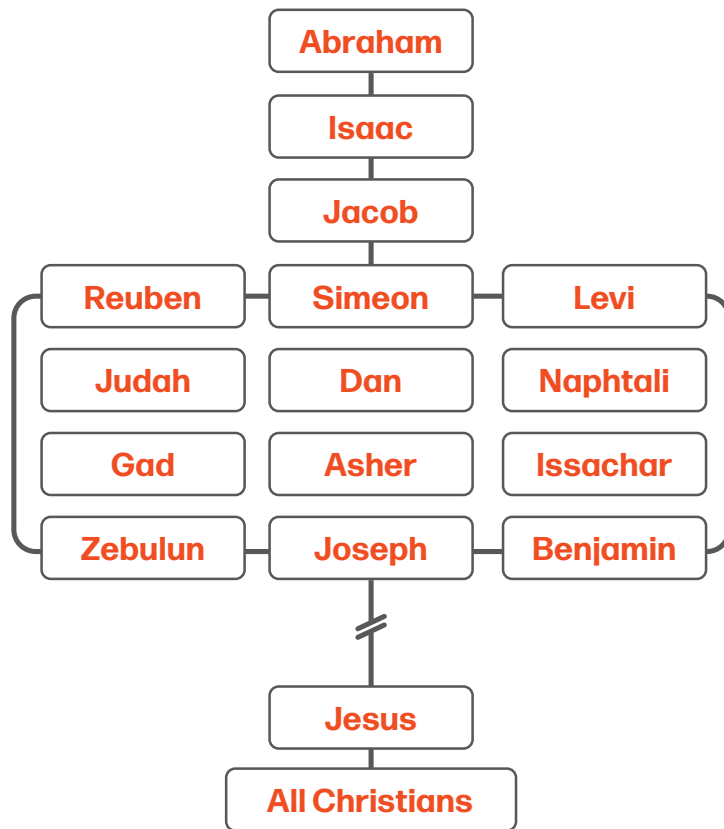 Abraham
Isaac
Jacob
Reuben
Simeon
Levi
Judah
Dan
Naphtali
Gad
Asher
Issachar
Zebulun
Joseph
Benjamin
Jesus
All Christians